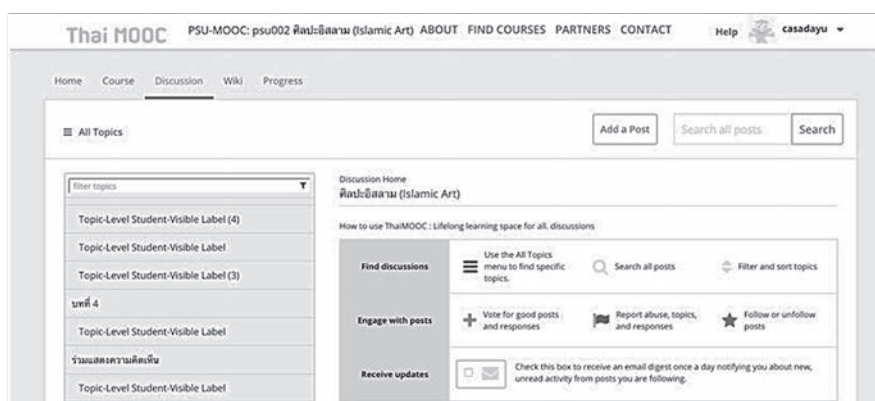 Thai MOOC PSU-MOOC: psu002 ศิลปะอิสลาม (Islamic Art) ABOUT FIND COURSES PARTNERS CONTACT Help casadayu
Home Course Discussion Wiki Progress
All Topics Add a Post Search all posts Search
filter topics
Topic-Level Student-Visible Label (4)
Topic-Level Student-Visible Label
Topic-Level Student-Visible Label (3)
บทที่ 4
Topic-Level Student-Visible Label
ร่วมแสดงความคิดเห็น
Topic-Level Student-Visible Label
Discussion Home
ศิลปะอิสลาม (Islamic Art)
How to use ThaiMOOC : Lifelong learning space for all. discussions
Find discussions
Use the All Topics
menu to find specific
topics.
Search all posts
Filter and sort topics
Engage with posts
Vote for good posts
and responses
Report abuse, topics,
and responses
Follow or unfollow
posts
Receive updates
Check this box to receive an email digest once a day notifying you about new,
unread activity from posts you are following.